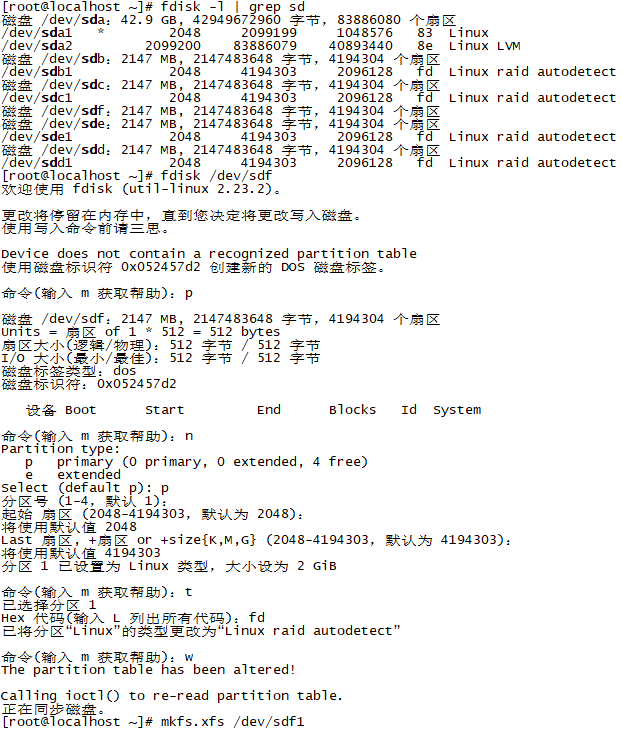 [root@localhost ~]# fdisk -l | grep sd
磁盘 /dev/sda：42.9 GB, 42949672960 字节，83886080 个扇区
/dev/sda1   *        2048     2099199     1048576   83  Linux
/dev/sda2         2099200    83886079    40893440   8e  Linux LVM
磁盘 /dev/sdb：2147 MB, 2147483648 字节，4194304 个扇区
/dev/sdb1            2048     4194303     2096128   fd  Linux raid autodetect
磁盘 /dev/sdc：2147 MB, 2147483648 字节，4194304 个扇区
/dev/sdc1            2048     4194303     2096128   fd  Linux raid autodetect
磁盘 /dev/sdf：2147 MB, 2147483648 字节，4194304 个扇区
磁盘 /dev/sde：2147 MB, 2147483648 字节，4194304 个扇区
/dev/sde1            2048     4194303     2096128   fd  Linux raid autodetect
磁盘 /dev/sdd：2147 MB, 2147483648 字节，4194304 个扇区
/dev/sdd1            2048     4194303     2096128   fd  Linux raid autodetect
[root@localhost ~]# fdisk /dev/sdf
欢迎使用 fdisk (util-linux 2.23.2)。
更改将停留在内存中，直到您决定将更改写入磁盘。
使用写入命令前请三思。
Device does not contain a recognized partition table
使用磁盘标识符 0x052457d2 创建新的 DOS 磁盘标签。
命令(输入 m 获取帮助)：p
磁盘 /dev/sdf：2147 MB, 2147483648 字节，4194304 个扇区
Units = 扇区 of 1 * 512 = 512 bytes
扇区大小(逻辑/物理)：512 字节 / 512 字节
I/O 大小(最小/最佳)：512 字节 / 512 字节
磁盘标签类型：dos
磁盘标识符：0x052457d2
设备 Boot      Start         End      Blocks   Id  System
命令(输入 m 获取帮助)：n
Partition type:
p   primary (0 primary, 0 extended, 4 free)
e   extended
Select (default p): p
分区号 (1-4，默认 1)：
起始 扇区 (2048-4194303，默认为 2048)：
将使用默认值 2048
Last 扇区, +扇区 or +size{K,M,G} (2048-4194303，默认为 4194303)：
将使用默认值 4194303
分区 1 已设置为 Linux 类型，大小设为 2 GiB
命令(输入 m 获取帮助)：t
已选择分区 1
Hex 代码(输入 L 列出所有代码)：fd
已将分区“Linux”的类型更改为“Linux raid autodetect”
命令(输入 m 获取帮助)：w
The partition table has been altered!
Calling ioctl() to re-read partition table.
正在同步磁盘。
[root@localhost ~]# mkfs.xfs /dev/sdf1